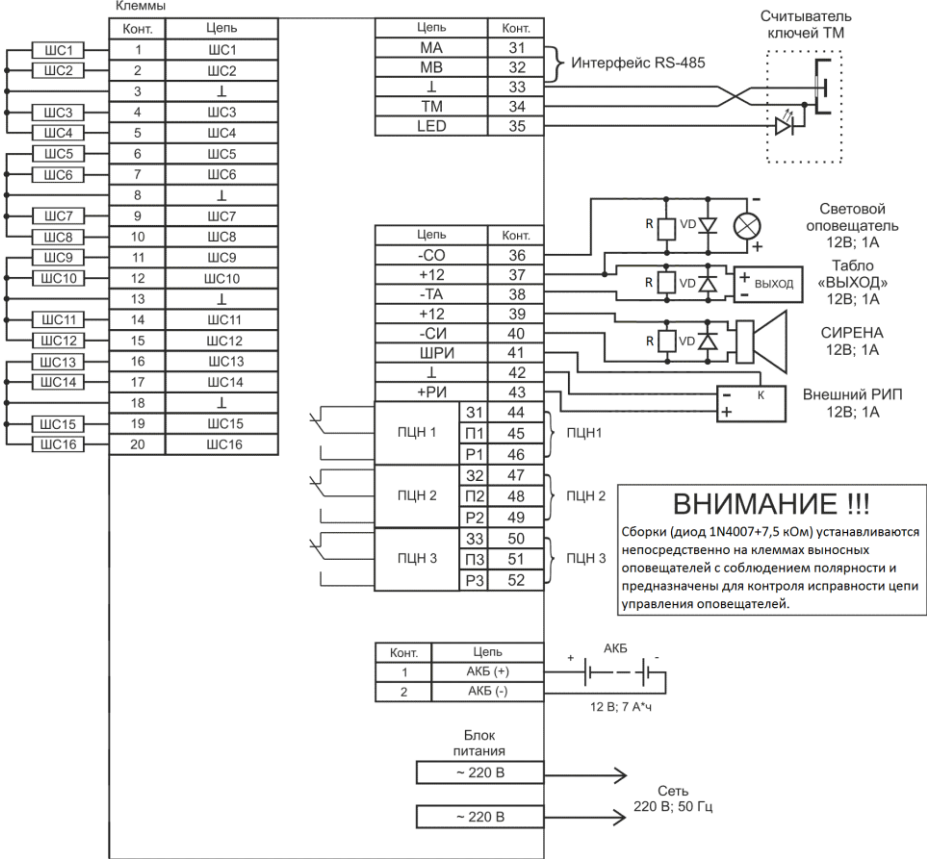 Клеммы
Конт. Цепь
ШС1 1 ШС1
ШС2 2 ШС2
3 ⊥
ШС3 4 ШС3
ШС4 5 ШС4
ШС5 6 ШС5
ШС6 7 ШС6
8 ⊥
ШС7 9 ШС7
ШС8 10 ШС8
ШС9 11 ШС9
ШС10 12 ШС10
13 ⊥
ШС11 14 ШС11
ШС12 15 ШС12
ШС13 16 ШС13
ШС14 17 ШС14
18 ⊥
ШС15 19 ШС15
ШС16 20 ШС16
Цепь Конт.
МА 31
МВ 32
⊥ 33
ТМ 34
LED 35
Интерфейс RS-485
Считыватель
ключей ТМ
Цепь Конт.
-СО 36
+12 37
-ТА 38
+12 39
-СИ 40
ШРИ 41
⊥ 42
+РИ 43
ПЦН 1
З1 44
П1 45
Р1 46
ПЦН1
ПЦН 2
З2 47
П2 48
Р2 49
ПЦН 2
ПЦН 3
З3 50
П3 51
Р3 52
ПЦН 3
R VD
-
+
Световой
оповещатель
12В; 1А
R VD
+ ВЫХОД
-
Табло
«ВЫХОД»
12В; 1А
R VD
СИРЕНА
12В; 1А
- К
+
Внешний РИП
12В; 1А
ВНИМАНИЕ !!!
Сборки (диод 1N4007+7,5 кОм) устанавливаются
непосредственно на клеммах выносных
оповещателей с соблюдением полярности и
предназначены для контроля исправности цепи
управления оповещателей.
Конт. Цепь
1 АКБ (+)
2 АКБ (-)
АКБ
+ -
12 В; 7 А*ч
Блок
питания
~ 220 В
~ 220 В
Сеть
220 В; 50 Гц